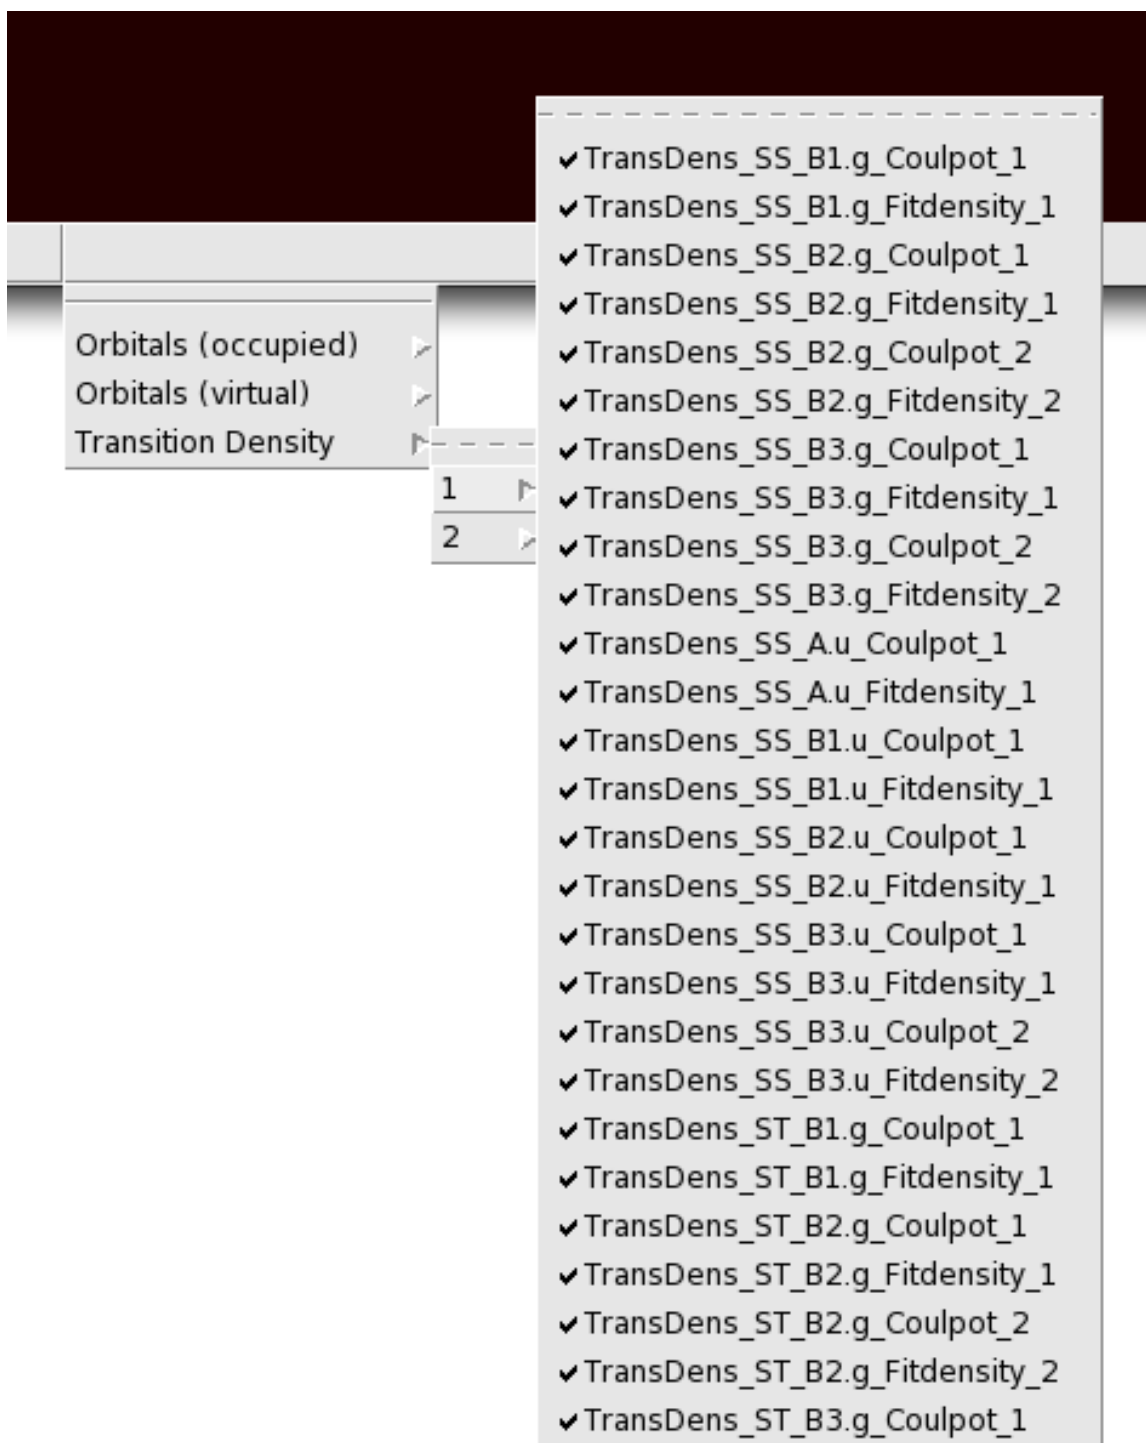 Orbitals (occupied)
Orbitals (virtual)
Transition Density
1
2
TransDens_SS_B1.g_Coulpot_1
TransDens_SS_B1.g_Fitdensity_1
TransDens_SS_B2.g_Coulpot_1
TransDens_SS_B2.g_Fitdensity_1
TransDens_SS_B2.g_Coulpot_2
TransDens_SS_B2.g_Fitdensity_2
TransDens_SS_B3.g_Coulpot_1
TransDens_SS_B3.g_Fitdensity_1
TransDens_SS_B3.g_Coulpot_2
TransDens_SS_B3.g_Fitdensity_2
TransDens_SS_A.u_Coulpot_1
TransDens_SS_A.u_Fitdensity_1
TransDens_SS_B1.u_Coulpot_1
TransDens_SS_B1.u_Fitdensity_1
TransDens_SS_B2.u_Coulpot_1
TransDens_SS_B2.u_Fitdensity_1
TransDens_SS_B3.u_Coulpot_1
TransDens_SS_B3.u_Fitdensity_1
TransDens_SS_B3.u_Coulpot_2
TransDens_SS_B3.u_Fitdensity_2
TransDens_ST_B1.g_Coulpot_1
TransDens_ST_B1.g_Fitdensity_1
TransDens_ST_B2.g_Coulpot_1
TransDens_ST_B2.g_Fitdensity_1
TransDens_ST_B2.g_Coulpot_2
TransDens_ST_B2.g_Fitdensity_2
TransDens_ST_B3.g_Coulpot_1